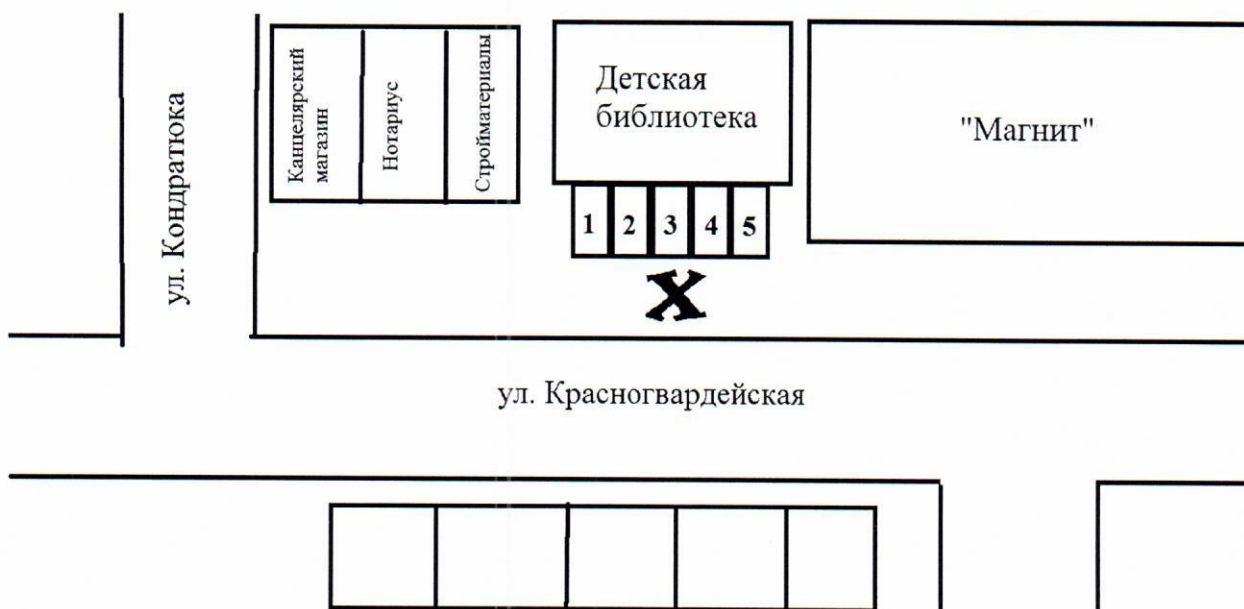 ул. Кондратюка
Канцелярский
магазин
Нотариус
Стройматериалы
Детская
библиотека
"Магнит"
1 2 3 4 5
X
ул. Красногвардейская